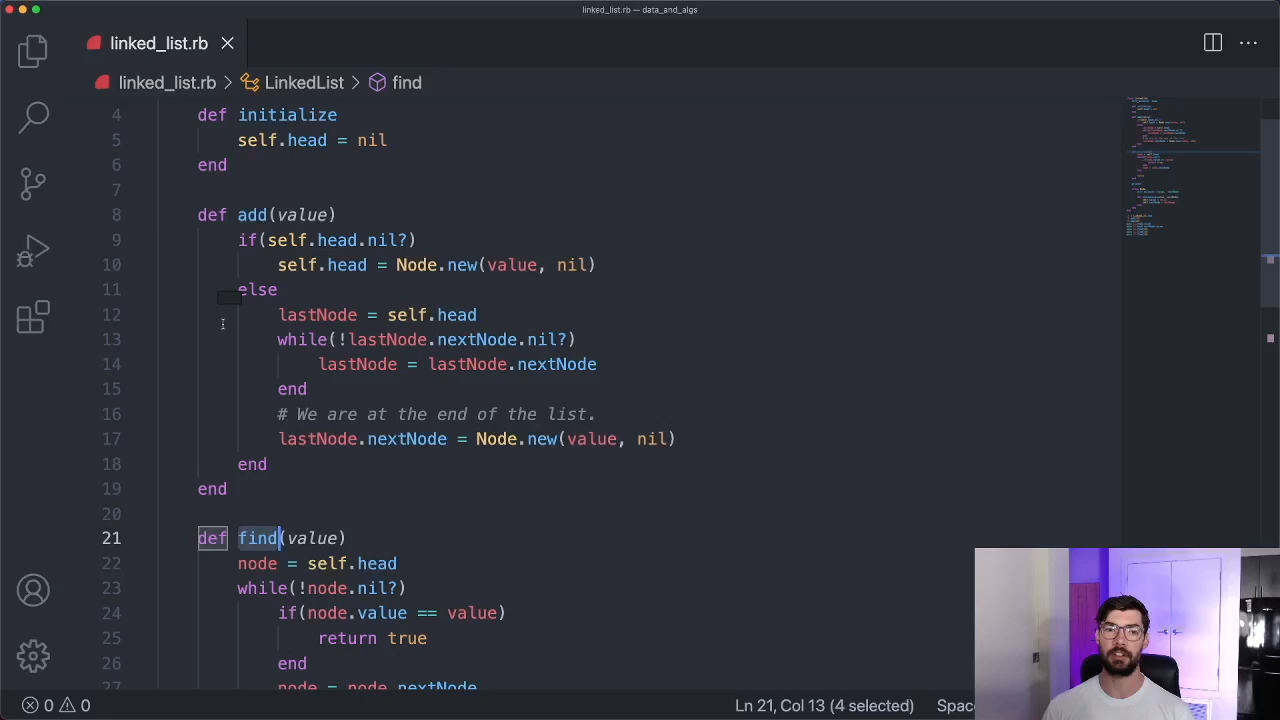 linked_list.rb — data_and_algs
linked_list.rb
linked_list.rb > LinkedList > find
4 def initialize
5 self.head = nil
6 end
7
8 def add(value)
9 if(self.head.nil?)
10 self.head = Node.new(value, nil)
11 else
12 lastNode = self.head
13 while(!lastNode.nextNode.nil?)
14 lastNode = lastNode.nextNode
15 end
16 # We are at the end of the list.
17 lastNode.nextNode = Node.new(value, nil)
18 end
19 end
20
21 def find(value)
22 node = self.head
23 while(!node.nil?)
24 if(node.value == value)
25 return true
26 end
27 node = node.nextNode
0 0 Ln 21, Col 13 (4 selected) Spac